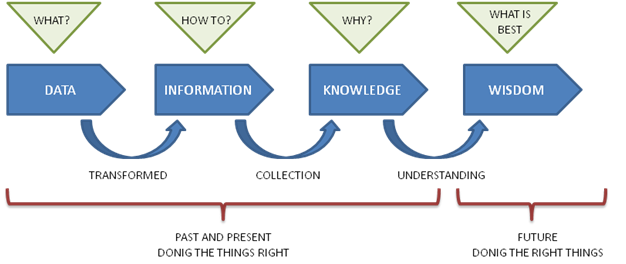 WHAT?
HOW TO?
WHY?
WHAT IS
BEST
DATA
INFORMATION
KNOWLEDGE
WISDOM
TRANSFORMED
COLLECTION
UNDERSTANDING
PAST AND PRESENT
DONIG THE THINGS RIGHT
FUTURE
DONIG THE RIGHT THINGS